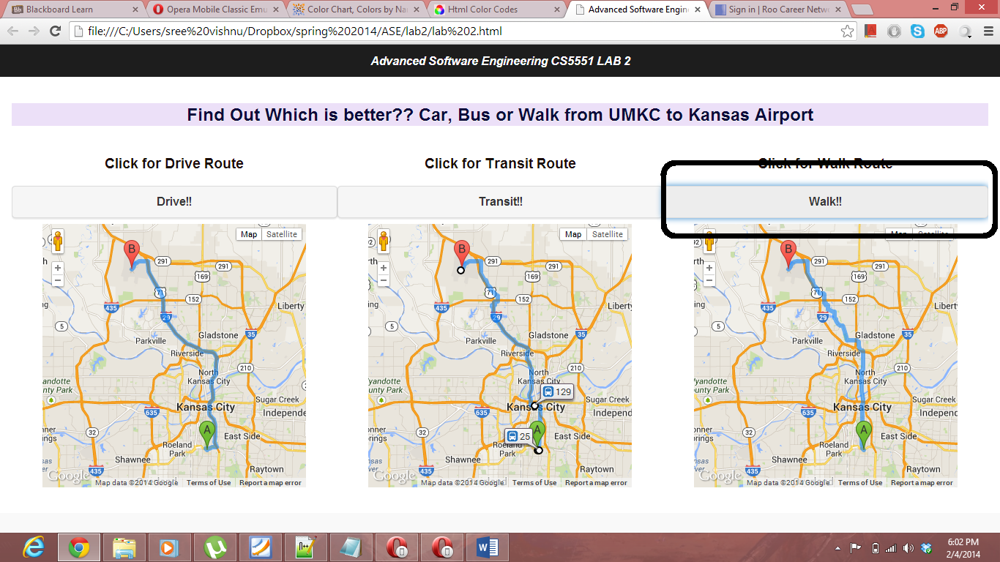 Blackboard Learn
Opera Mobile Classic Emu
Color Chart, Colors by Na
Html Color Codes
Advanced Software Engin
Sign in | Roo Career Netw
file:///C:/Users/sree%20vishnu/Dropbox/spring%202014/ASE/lab2/lab%202.html
Advanced Software Engineering CS5551 LAB 2
Find Out Which is better?? Car, Bus or Walk from UMKC to Kansas Airport
Click for Drive Route
Click for Transit Route
Click for Walk Route
Drive!!
Transit!!
Walk!!
Map Satellite
B
291
291
169
71
152
435
Liberty
29
5
Gladstone
35
Parkville
Riverside
210
North
Kansas City
yandotte
unty Park
Kansas City
Sugar Creek
Independe
635
A
32
East Side
Roeland
Park
Shawnee
435
Raytown
Google
Map data ©2014 Google Terms of Use Report a map error
Map Satellite
B
291
291
169
71
152
435
Liberty
29
5
Gladstone
35
Parkville
Riverside
210
North
Kansas City
yandotte
unty Park
129
Kansas City
Sugar Creek
Independe
635
A
25
32
East Side
Roeland
Park
Shawnee
435
Raytown
Google
Map data ©2014 Google Terms of Use Report a map error
Map Satellite
B
291
291
169
71
152
435
Liberty
29
5
Gladstone
35
Parkville
Riverside
210
North
Kansas City
yandotte
unty Park
Kansas City
Sugar Creek
Independe
635
A
32
East Side
Roeland
Park
Shawnee
435
Raytown
Google
Map data ©2014 Google Terms of Use Report a map error
6:02 PM
2/4/2014